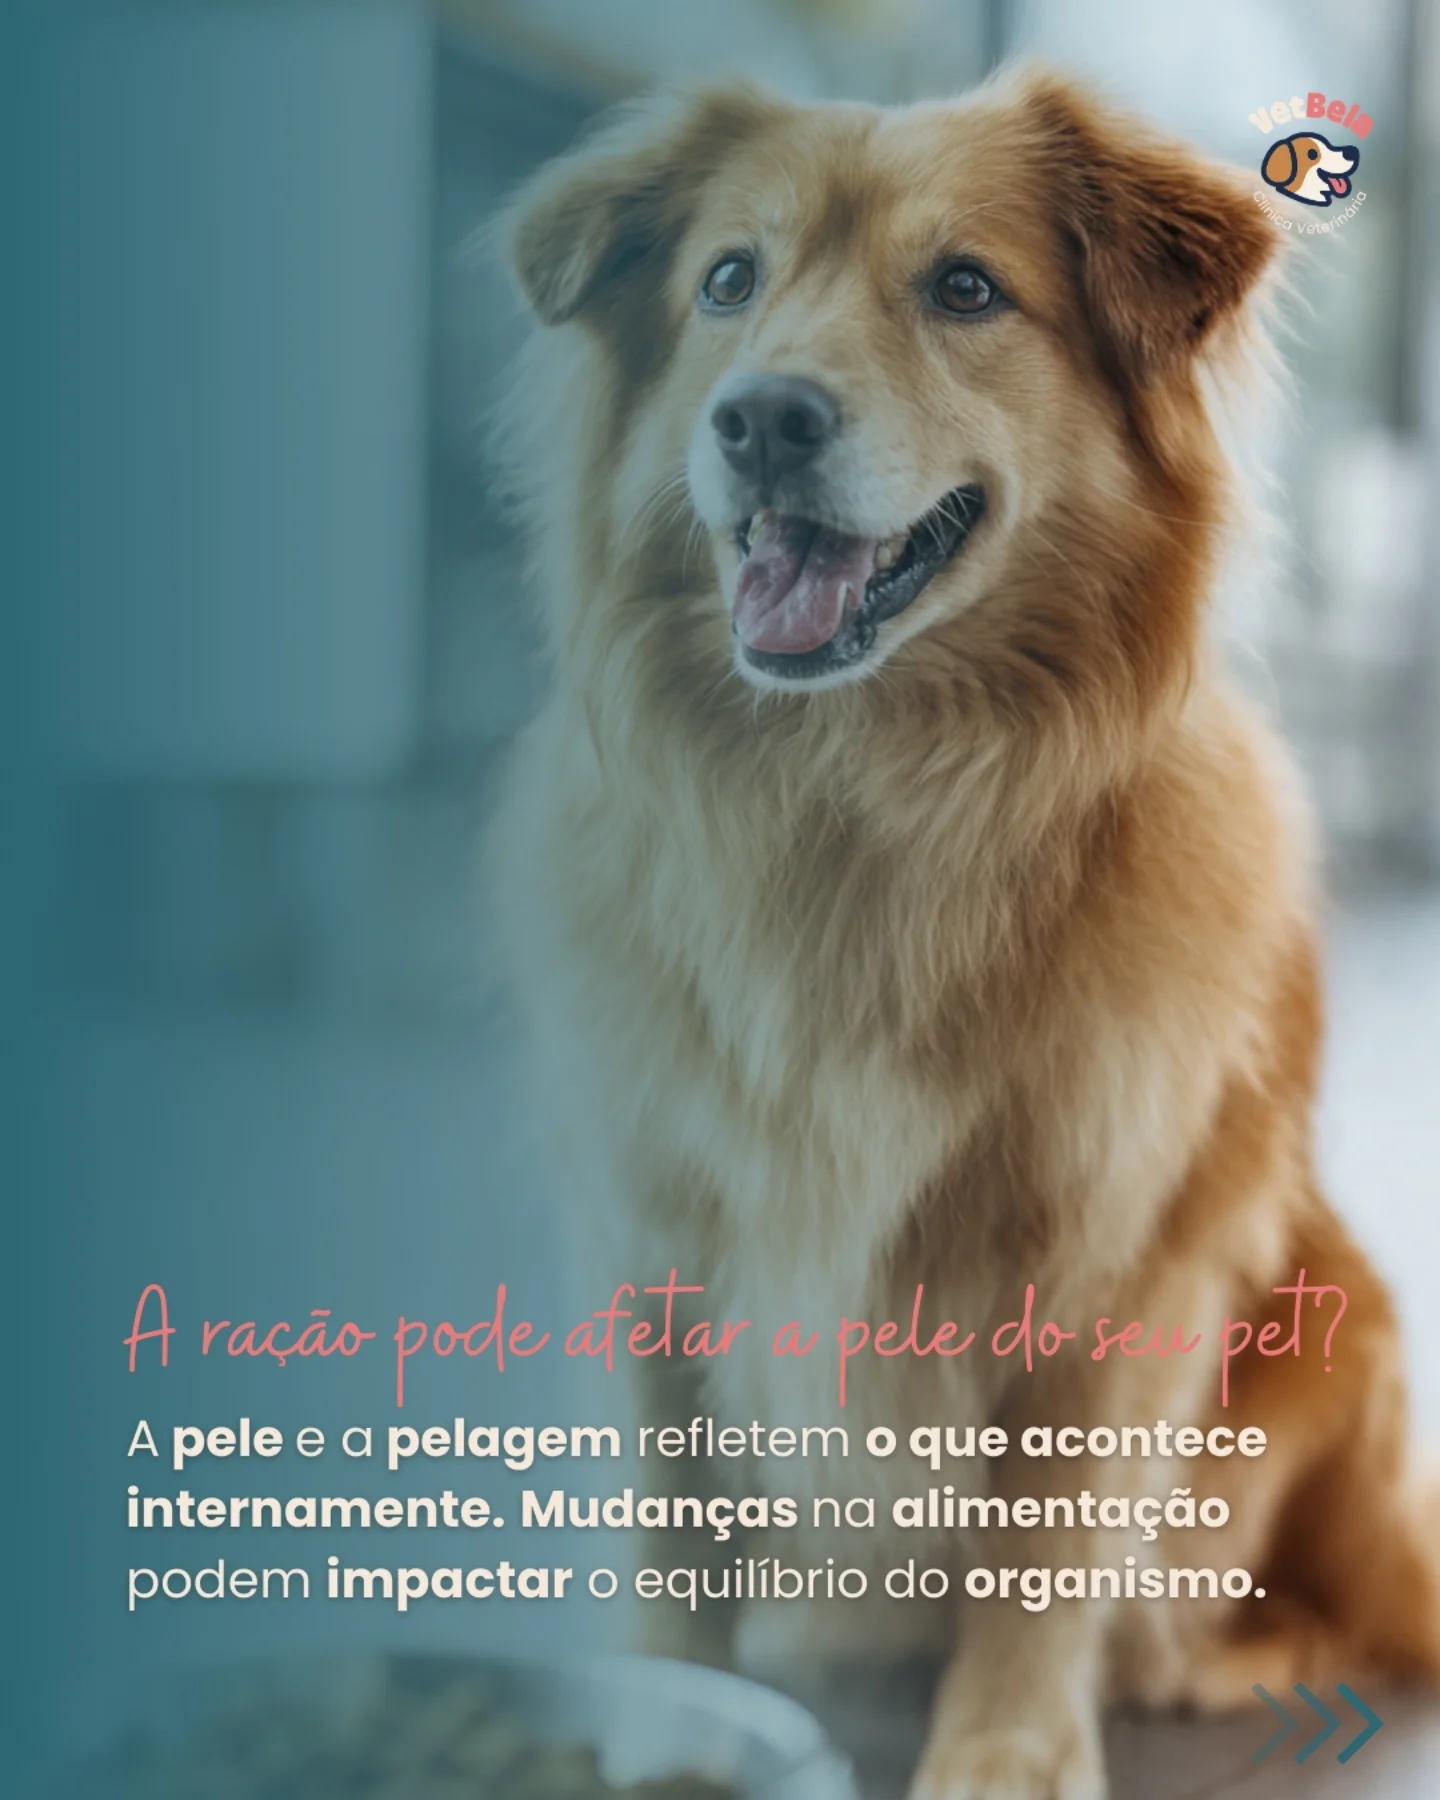 VetBela
Clínica Veterinária
A ração pode afetar a pele do seu pet?
A pele e a pelagem refletem o que acontece
internamente. Mudanças na alimentação
podem impactar o equilíbrio do organismo.